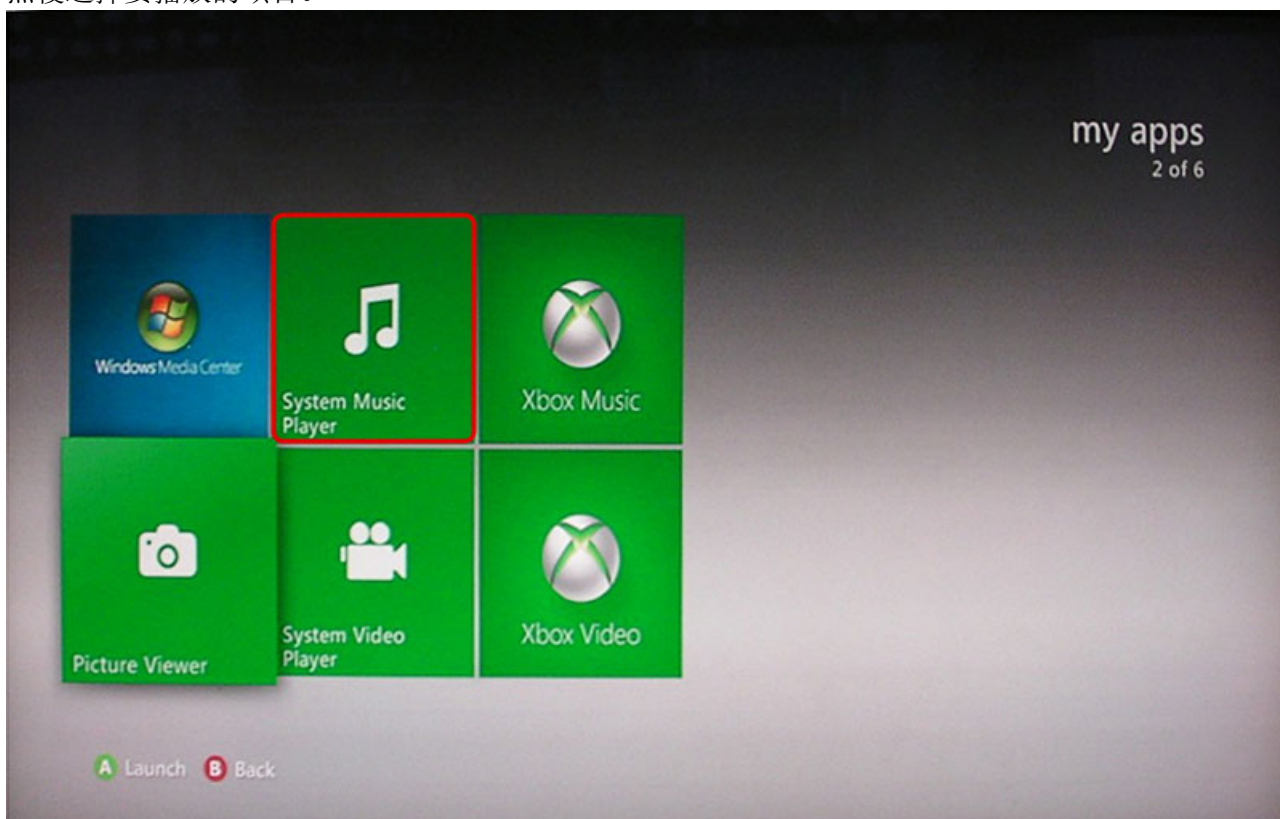 my apps
2 of 6
Windows Media Center
System Music
Player
Xbox Music
Picture Viewer
System Video
Player
Xbox Video
A Launch B Back